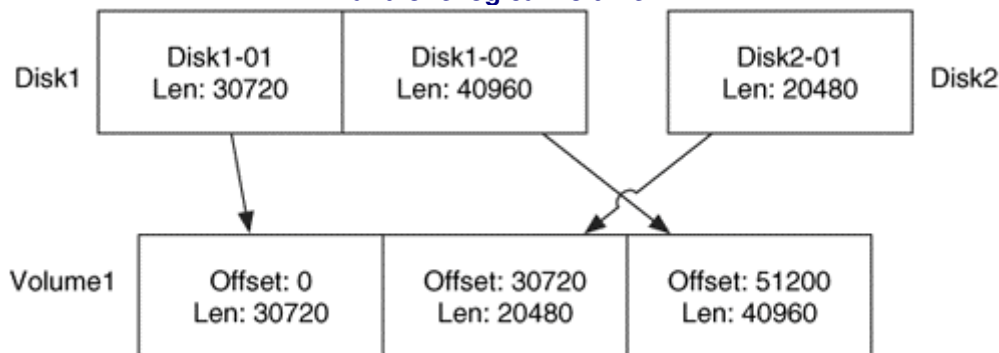 Disk1
Disk1-01
Len: 30720
Disk1-02
Len: 40960
Disk2-01
Len: 20480
Disk2
Volume1
Offset: 0
Len: 30720
Offset: 30720
Len: 20480
Offset: 51200
Len: 40960